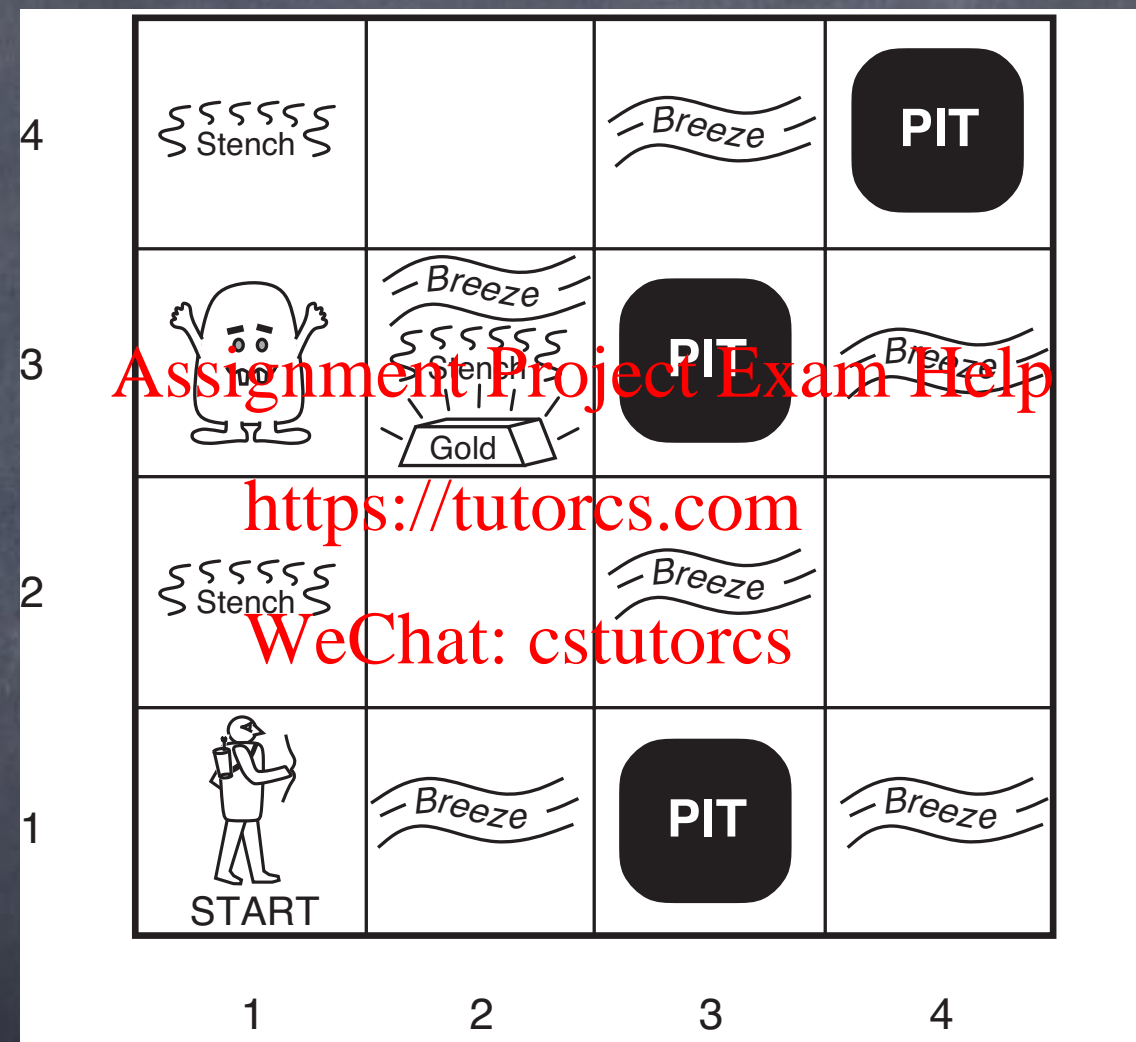 4
Stench
Breeze
PIT
3
Breeze
Stench
Gold
PIT
Breeze
Assignment Project Exam Help
https://tutorcs.com
2
Stench
Breeze
WeChat: cstutorcs
1
START
Breeze
PIT
Breeze
1 2 3 4